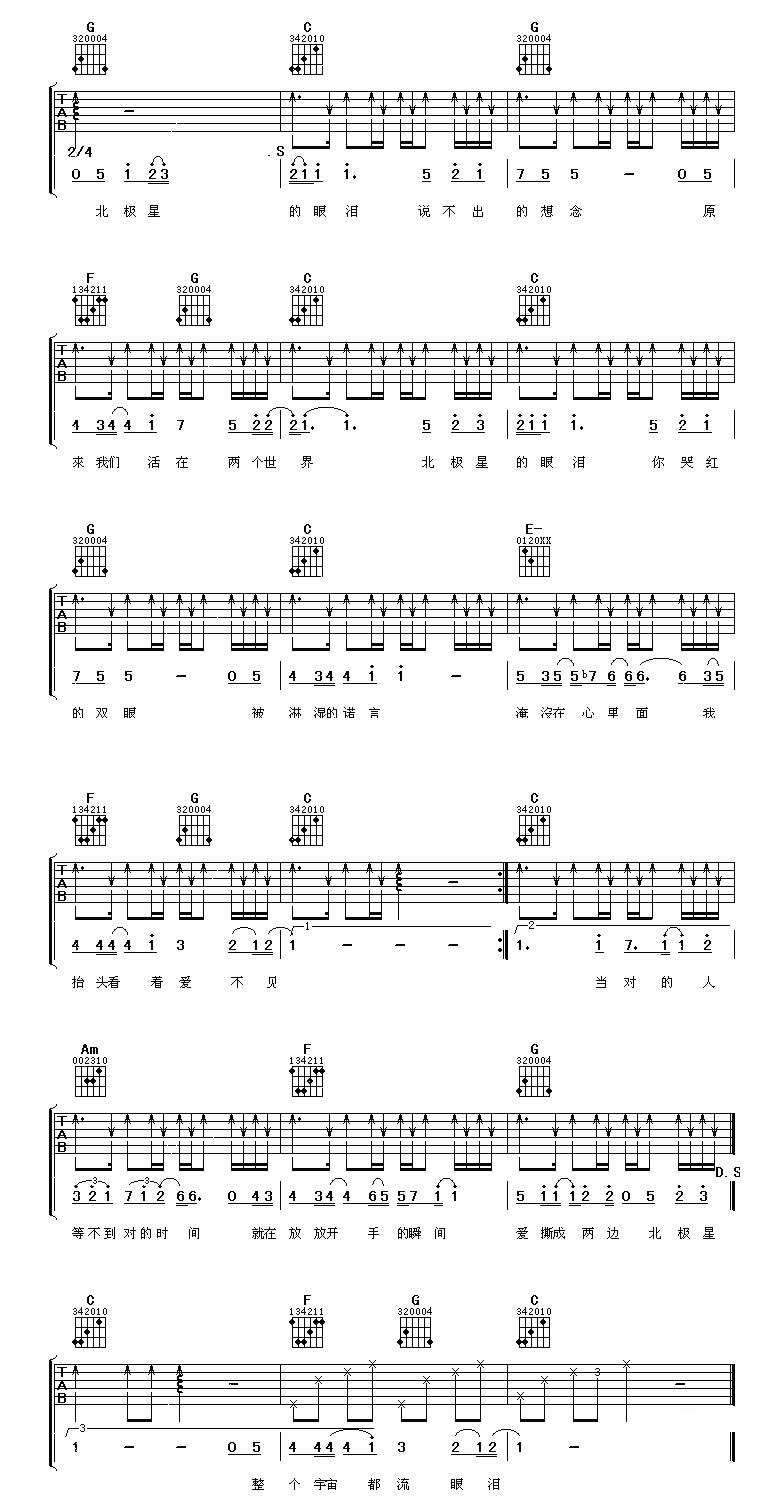 G C G
320004 342010 320004
T
A
B
2/4 .S
0 5 1 2 3 2 1 1 1. 5 2 1 7 5 5 - 0 5
北 极 星 的 眼 泪 说 不 出 的 想 念 原
F G C C
134211 320004 342010 342010
T
A
B
4 3 4 4 1 7 5 2 2 2 1. 1. 5 2 3 2 1 1 1. 5 2 1
來 我们 活 在 两 个世 界 北 极 星 的 眼 泪 你 哭 红
G C E-
320004 342010 0120XX
T
A
B
7 5 5 - 0 5 4 3 4 4 1 1 - 5 3 5 5 b7 6 6 6. 6 3 5
的 双 眼 被 淋 湿的 诺 言 淹 沒在 心 里 面 我
F G C C
134211 320004 342010 342010
T
A
B
1 2
4 4 4 4 1 3 2 1 2 1 - - - 1. 1 7. 1 1 2
抬 头看 着 爱 不 见 当 对 的 人
Am F G
002310 134211 320004
T
A
B
D.S
3 3
3 2 1 7 1 2 6 6. 0 4 3 4 3 4 4 6 5 5 7 1 1 5 1 1 1 2 2 0 5 2 3
等 不 到 对 的 时 间 就在 放 放开 手 的瞬 间 爱 撕成 两 边 北 极 星
C F G C
342010 134211 320004 342010
T
A
B
3
3
1 - - 0 5 4 4 4 4 1 3 2 1 2 1 -
整 个 宇宙 都 流 眼 泪